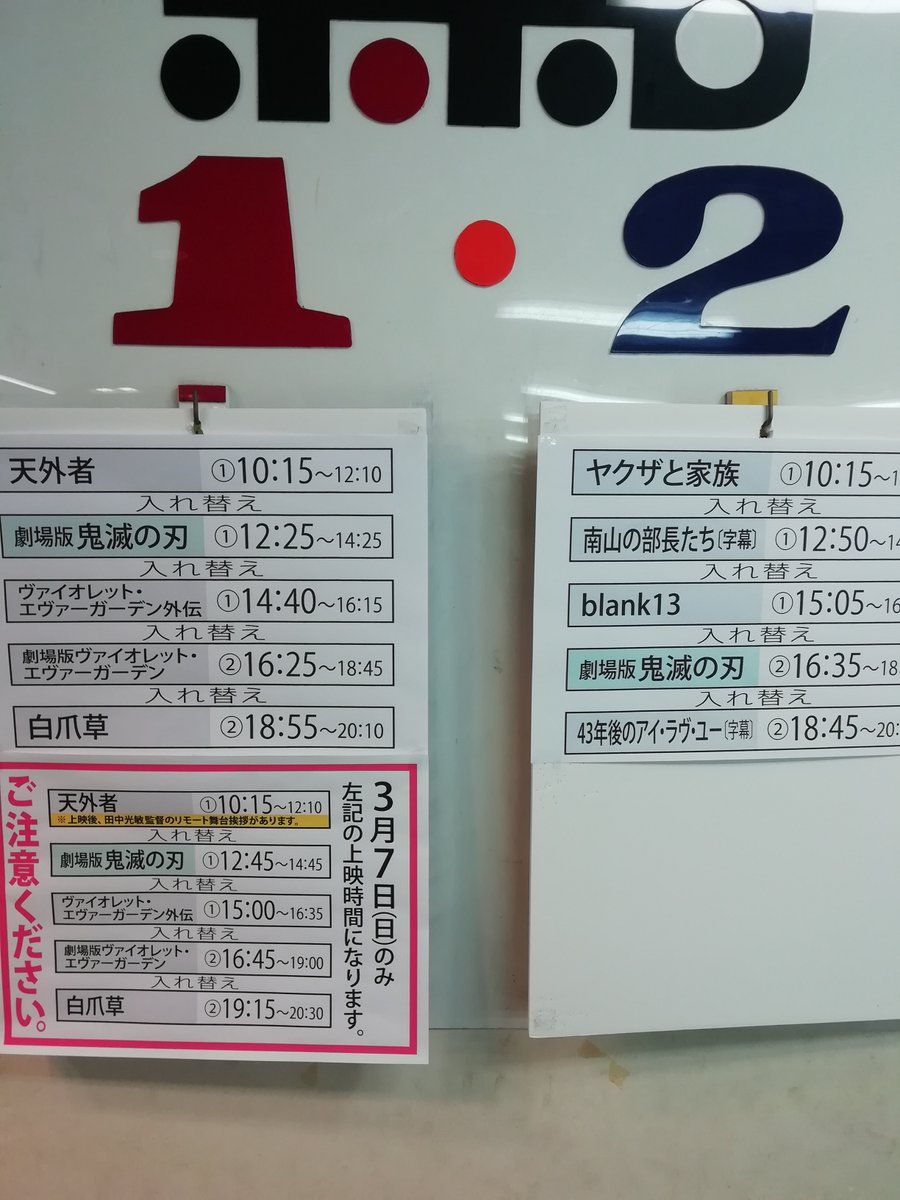 1・2
天外者 ①10:15～12:10
入れ替え
劇場版 鬼滅の刃 ①12:25～14:25
入れ替え
ヴァイオレット・
エヴァーガーデン外伝 ①14:40～16:15
入れ替え
劇場版ヴァイオレット・
エヴァーガーデン ②16:25～18:45
入れ替え
白爪草 ②18:55～20:10
3月7日(日)のみ
左記の上映時間になります。
天外者 ①10:15～12:10
※上映後、田中光敏監督のリモート舞台挨拶があります。
入れ替え
劇場版 鬼滅の刃 ①12:45～14:45
入れ替え
ヴァイオレット・
エヴァーガーデン外伝 ①15:00～16:35
入れ替え
劇場版ヴァイオレット・
エヴァーガーデン ②16:45～19:00
入れ替え
白爪草 ②19:15～20:30
ご注意ください。
ヤクザと家族 ①10:15～
入れ替え
南山の部長たち〔字幕〕 ①12:50～
入れ替え
blank13 ①15:05～
入れ替え
劇場版 鬼滅の刃 ②16:35～
入れ替え
43年後のアイ・ラヴ・ユー〔字幕〕 ②18:45～